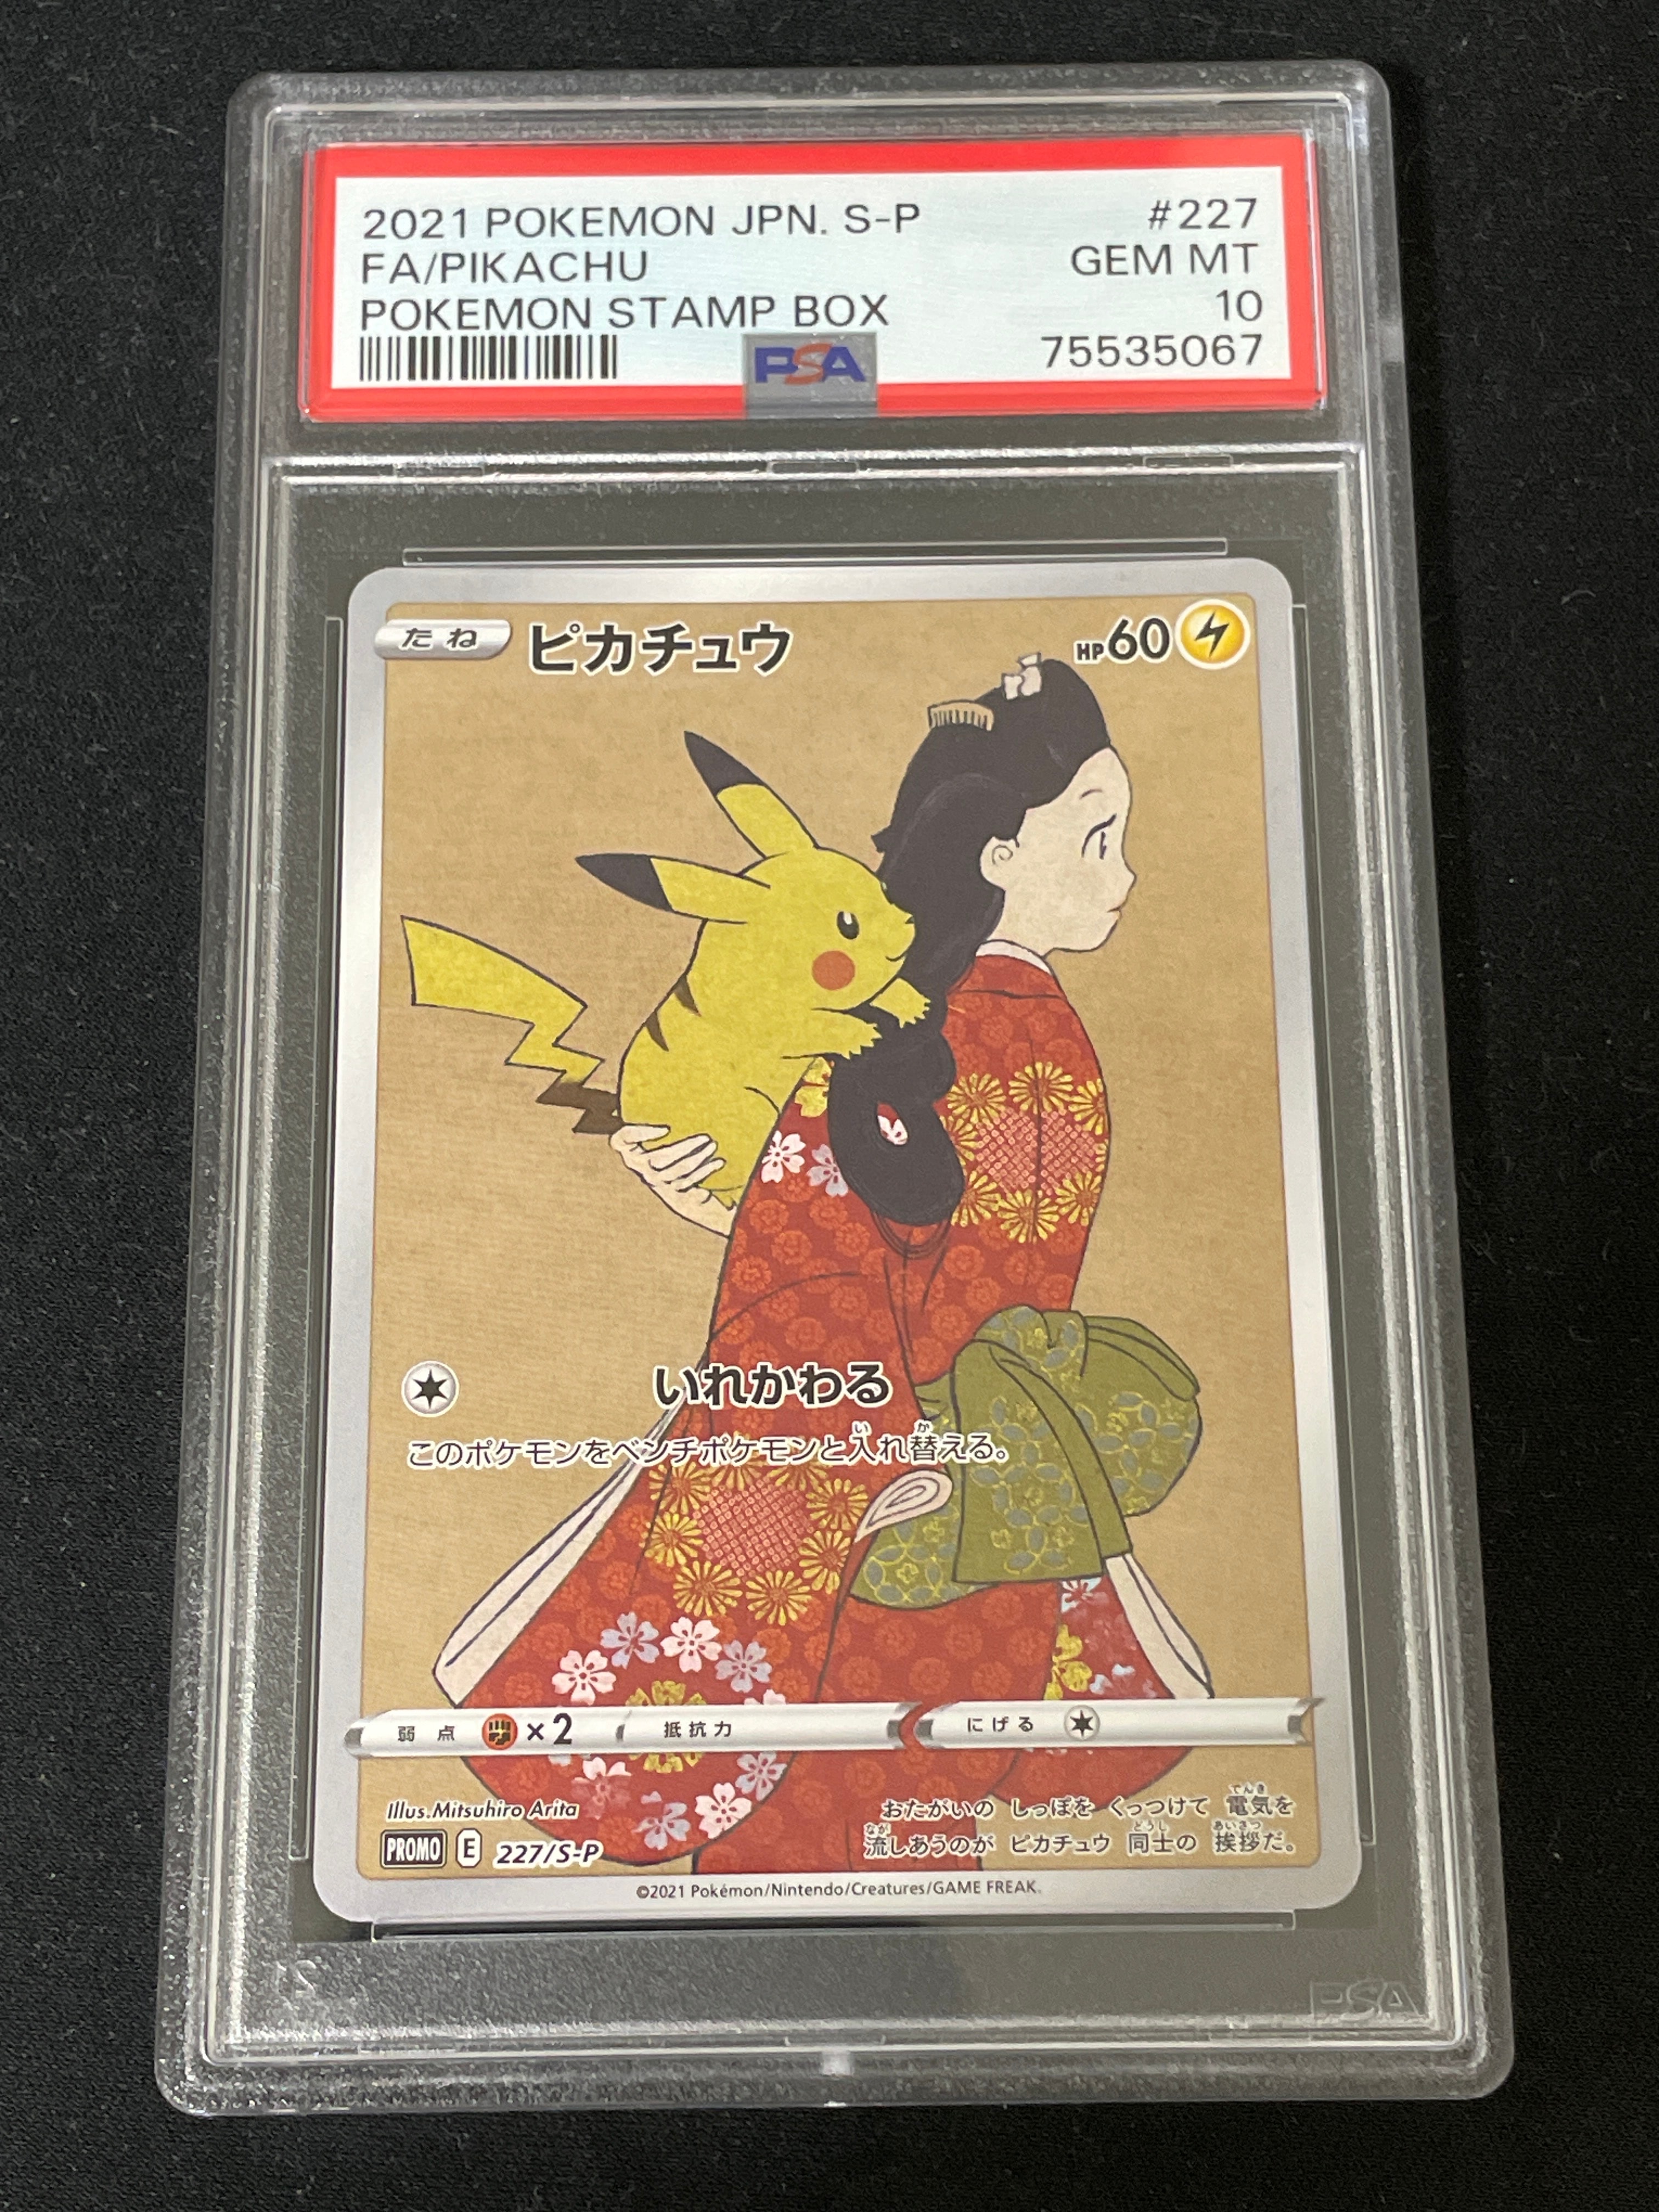 2021 POKEMON JPN. S-P #227
FA/PIKACHU GEM MT
POKEMON STAMP BOX 10
PSA 75535067
たね ピカチュウ HP60
いれかわる
このポケモンをベンチポケモンと入れ替える。
弱点 ×2 抵抗力 にげる
Illus.Mitsuhiro Arita
PROMO E 227/S-P
おたがいの しっぽを くっつけて 電気を
流しあうのが ピカチュウ 同士の 挨拶だ。
©2021 Pokémon/Nintendo/Creatures/GAME FREAK.
PSA